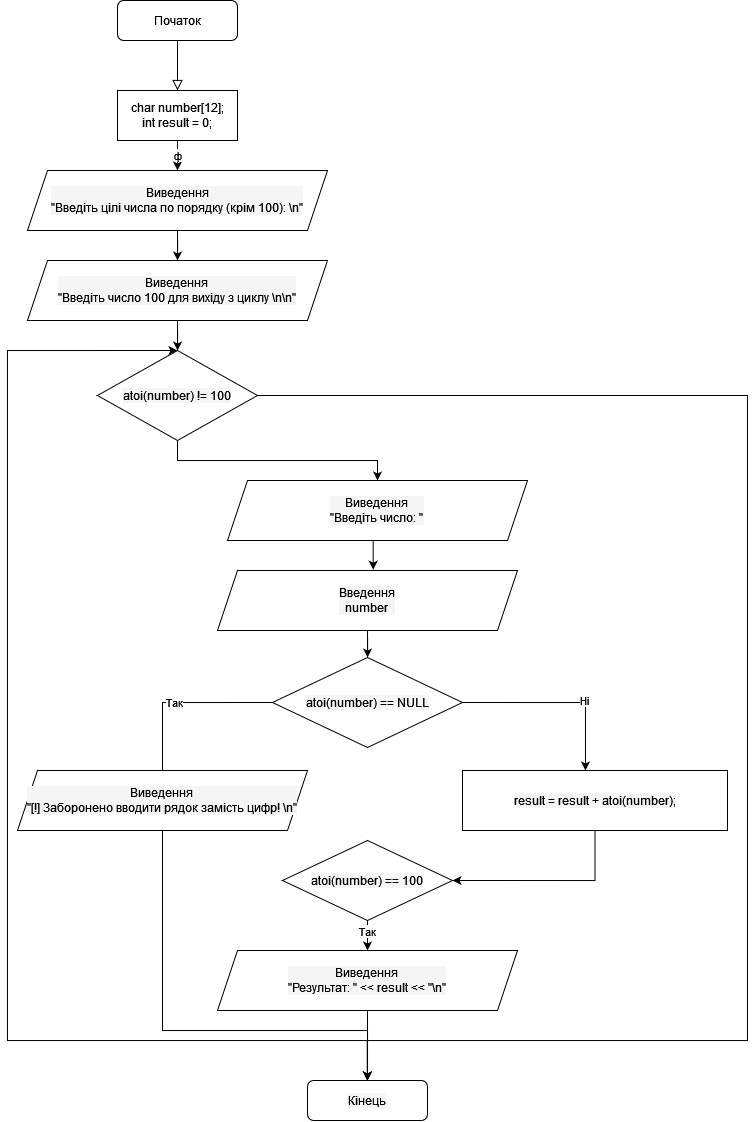 Початок
char number[12];
int result = 0;
Ф
Виведення
"Введіть цілі числа по порядку (крім 100): \n"
Виведення
"Введіть число 100 для вихіду з циклу \n\n"
atoi(number) != 100
Виведення
"Введіть число: "
Введення
number
atoi(number) == NULL
Так
Ні
Виведення
"[!] Заборонено вводити рядок замість цифр! \n"
result = result + atoi(number);
atoi(number) == 100
Так
Виведення
"Результат: " << result << "\n"
Кінець